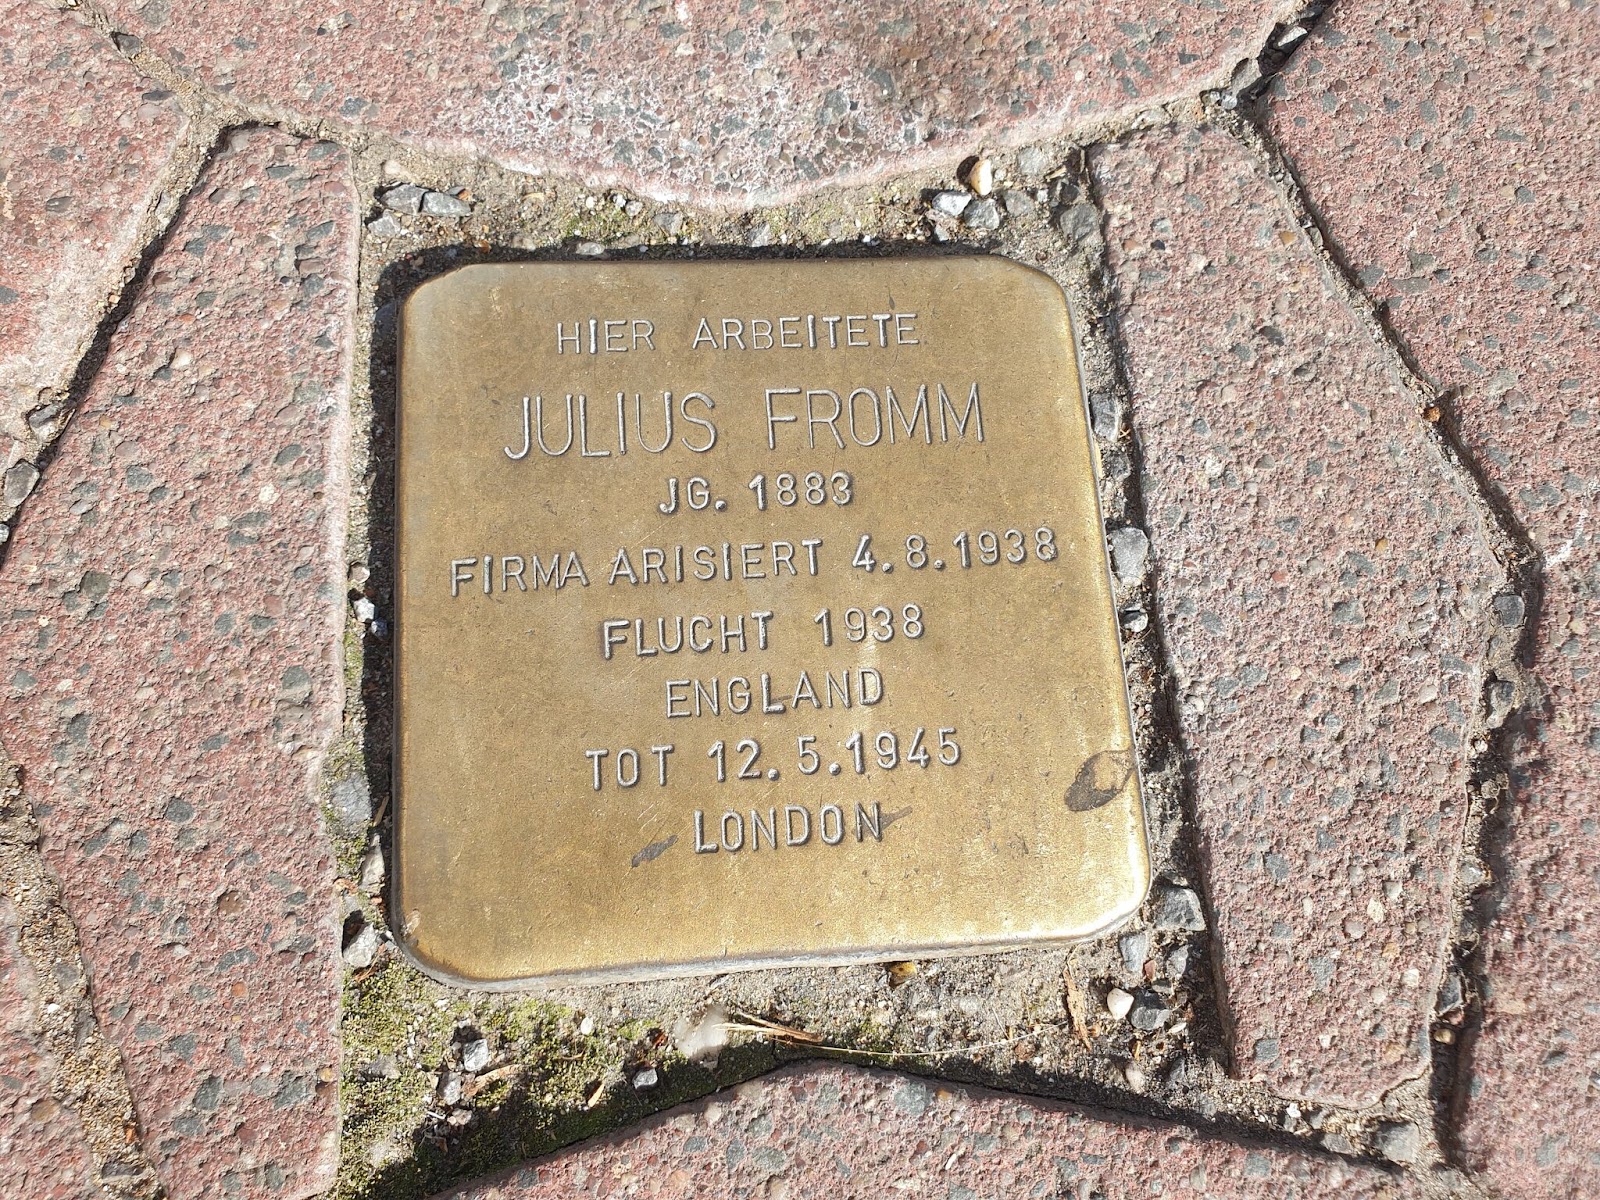 HIER ARBEITETE
JULIUS FROMM
JG. 1883
FIRMA ARISIERT 4.8.1938
FLUCHT 1938
ENGLAND
TOT 12.5.1945
LONDON